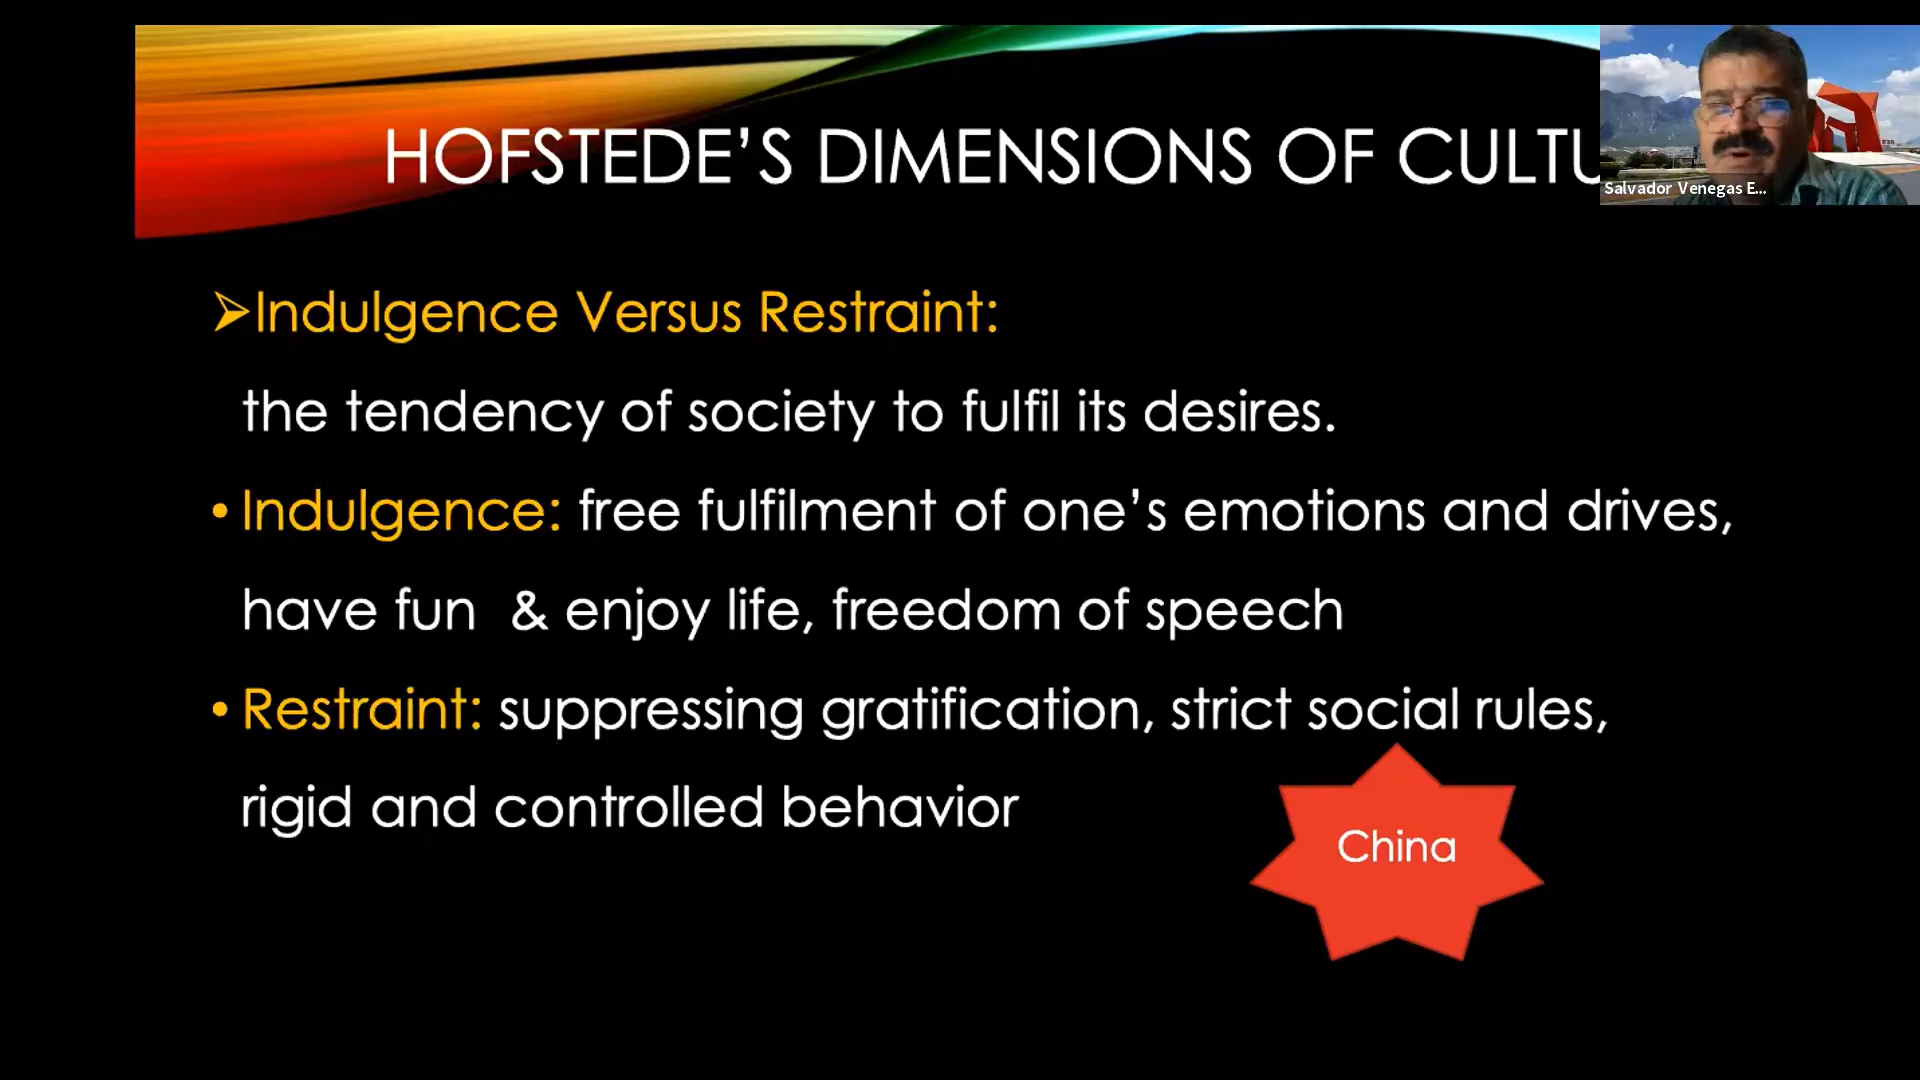 HOFSTEDE’S DIMENSIONS OF CULTU
Salvador Venegas E...
➢Indulgence Versus Restraint:
the tendency of society to fulfil its desires.
• Indulgence: free fulfilment of one’s emotions and drives,
have fun & enjoy life, freedom of speech
• Restraint: suppressing gratification, strict social rules,
rigid and controlled behavior
China